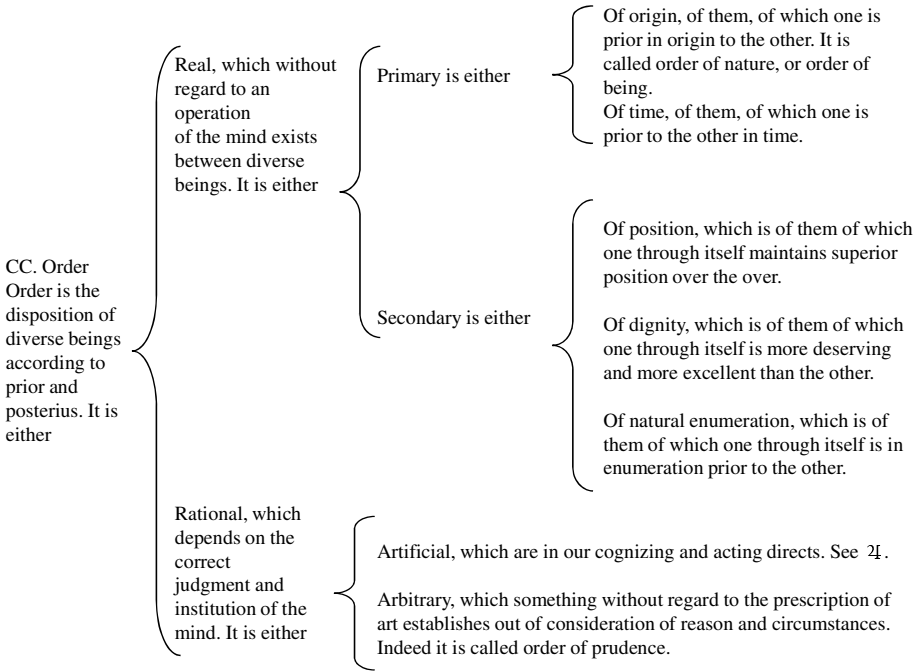 CC. Order
Order is the
disposition of
diverse beings
according to
prior and
posterius. It is
either
Real, which without
regard to an
operation
of the mind exists
between diverse
beings. It is either
Primary is either
Of origin, of them, of which one is
prior in origin to the other. It is
called order of nature, or order of
being.
Of time, of them, of which one is
prior to the other in time.
Secondary is either
Of position, which is of them of which
one through itself maintains superior
position over the over.
Of dignity, which is of them of which
one through itself is more deserving
and more excellent than the other.
Of natural enumeration, which is of
them of which one through itself is in
enumeration prior to the other.
Rational, which
depends on the
correct
judgment and
institution of the
mind. It is either
Artificial, which are in our cognizing and acting directs. See ♃.
Arbitrary, which something without regard to the prescription of
art establishes out of consideration of reason and circumstances.
Indeed it is called order of prudence.